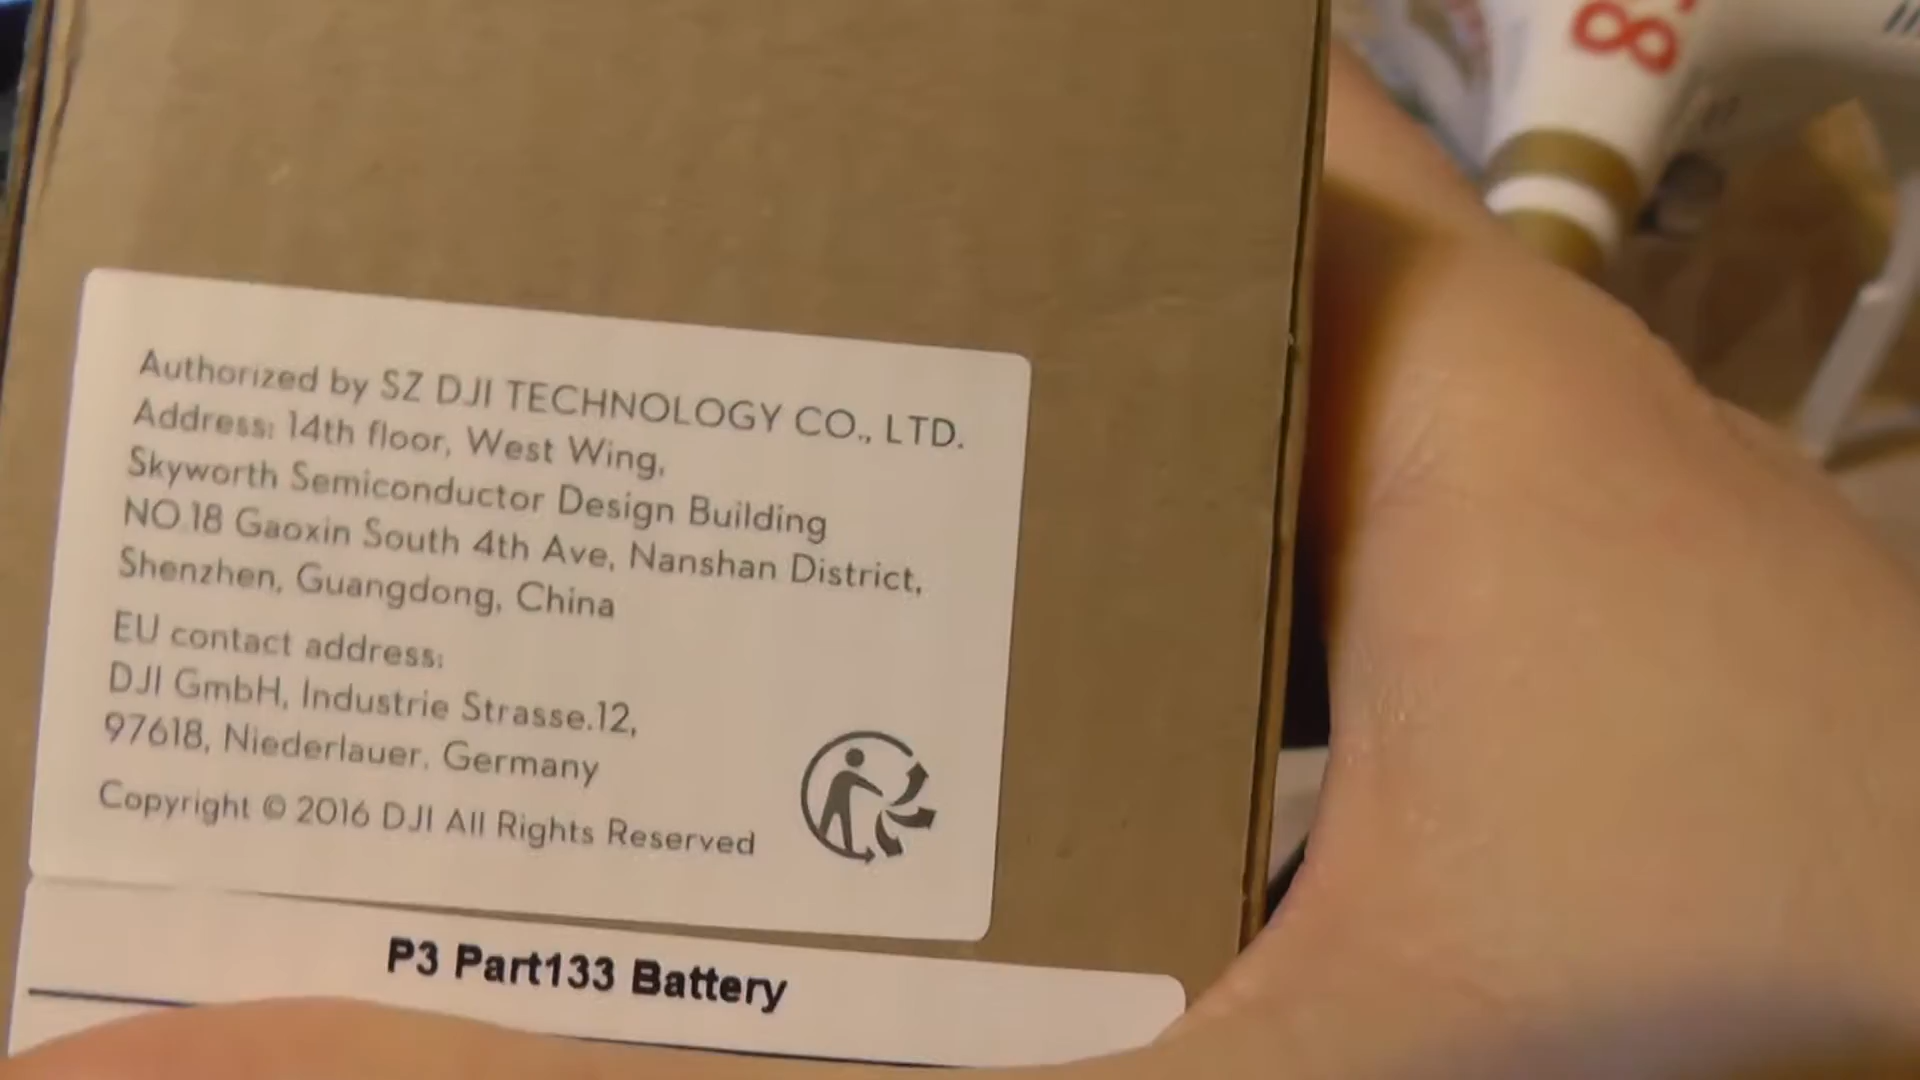 Authorized by SZ DJI TECHNOLOGY CO., LTD.
Address: 14th floor, West Wing,
Skyworth Semiconductor Design Building
NO.18 Gaoxin South 4th Ave, Nanshan District,
Shenzhen, Guangdong, China
EU contact address:
DJI GmbH, Industrie Strasse.12,
97618, Niederlauer, Germany
Copyright © 2016 DJI All Rights Reserved
P3 Part133 Battery